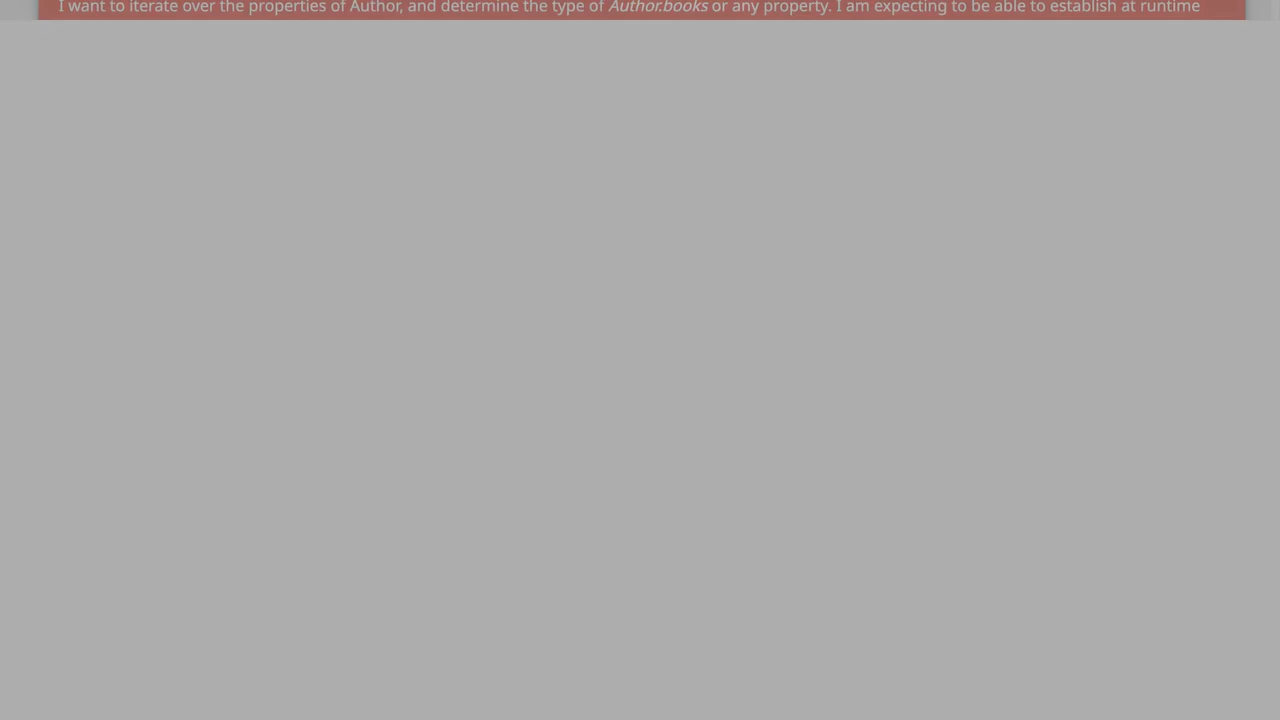 I want to iterate over the properties of Author, and determine the type of Author.books or any property. I am expecting to be able to establish at runtime